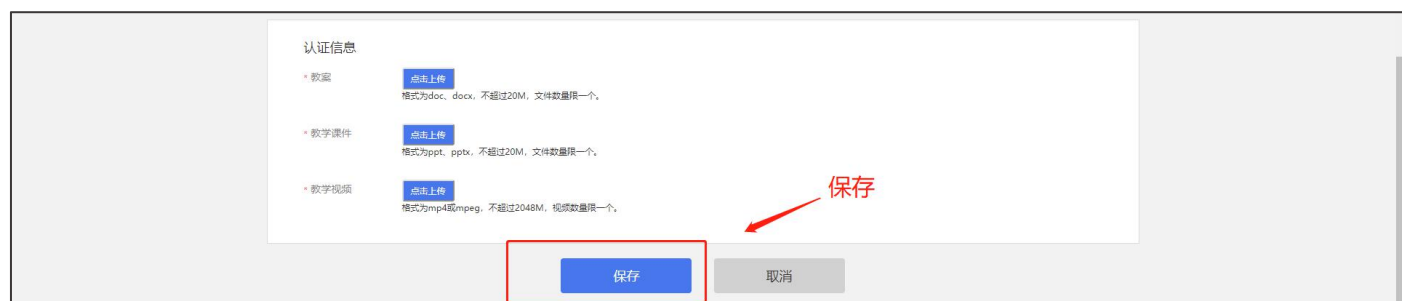 认证信息
* 教案 点击上传
格式为doc、docx，不超过20M，文件数量限一个。
* 教学课件 点击上传
格式为ppt、pptx，不超过20M，文件数量限一个。
* 教学视频 点击上传
格式为mp4或mpeg，不超过2048M，视频数量限一个。
保存
保存 取消